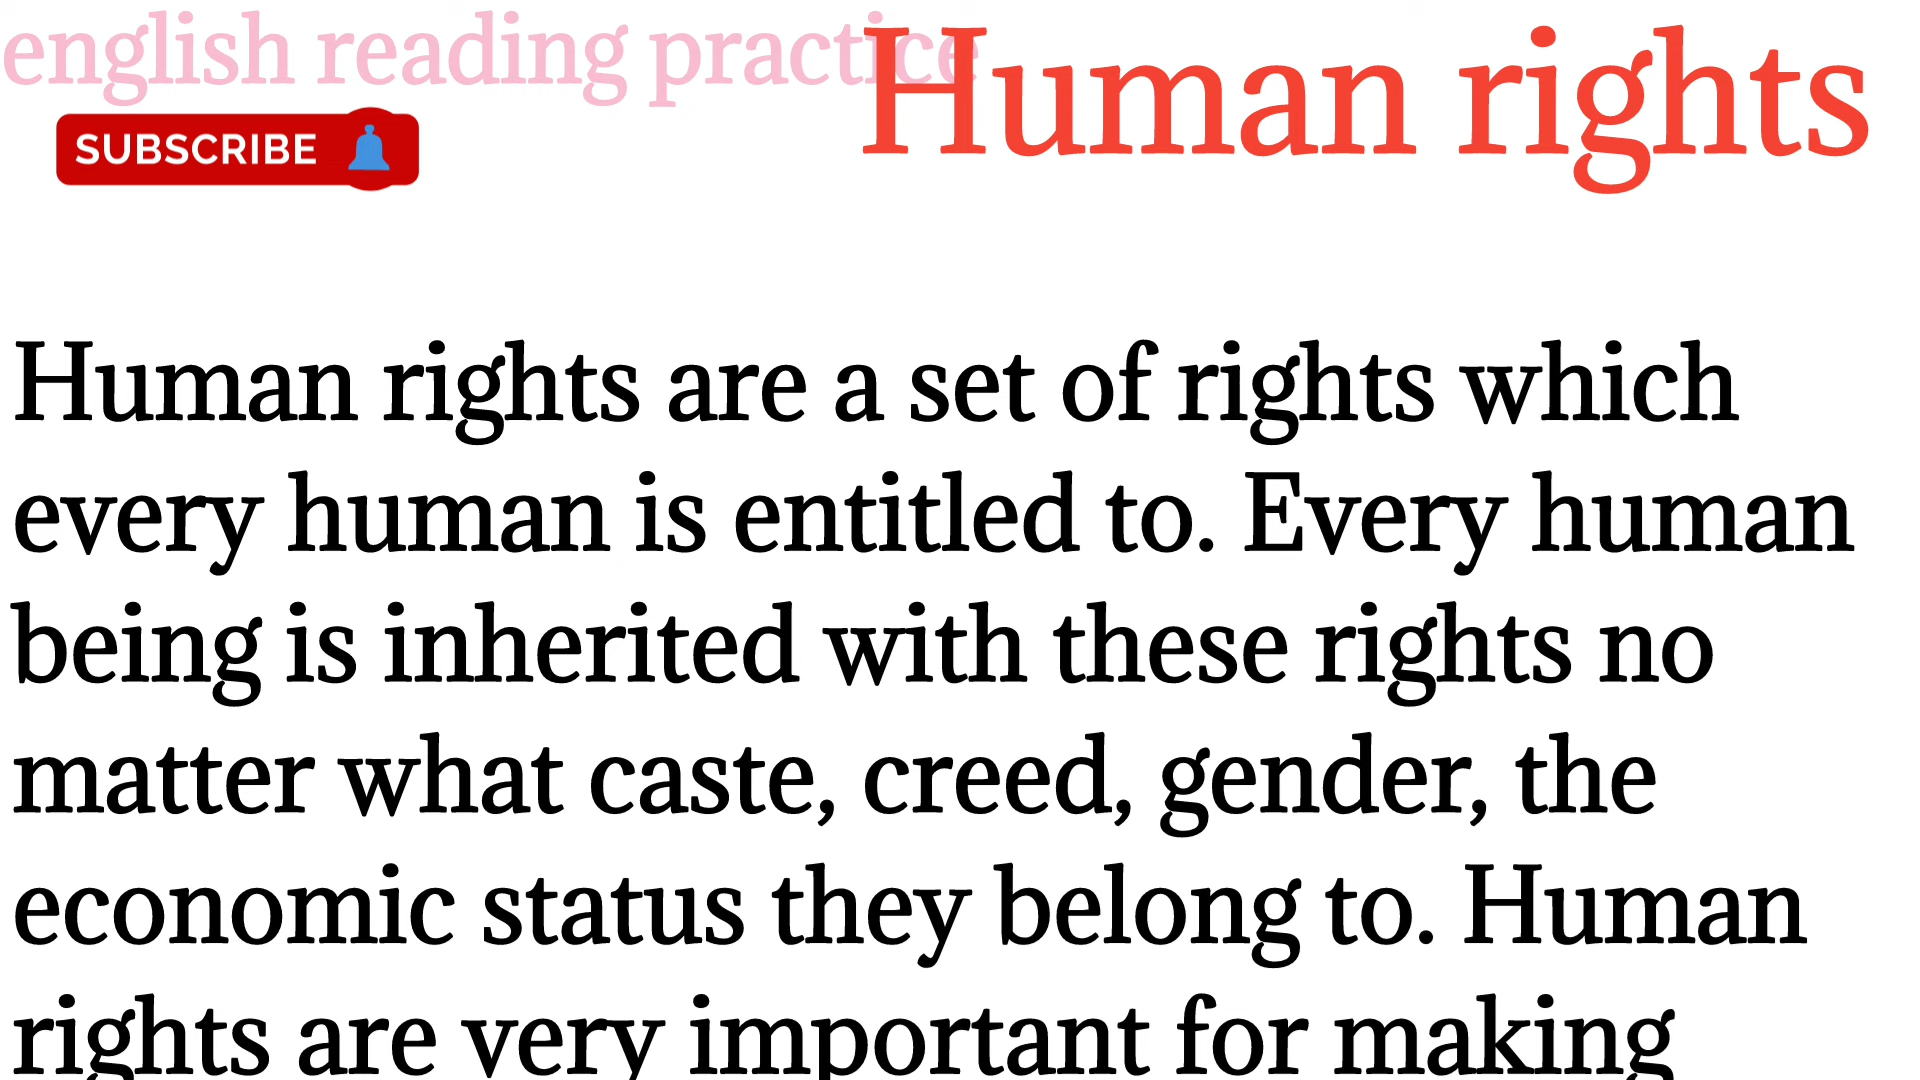 english reading practice
Human rights
SUBSCRIBE
Human rights are a set of rights which
every human is entitled to. Every human
being is inherited with these rights no
matter what caste, creed, gender, the
economic status they belong to. Human
rights are very important for making